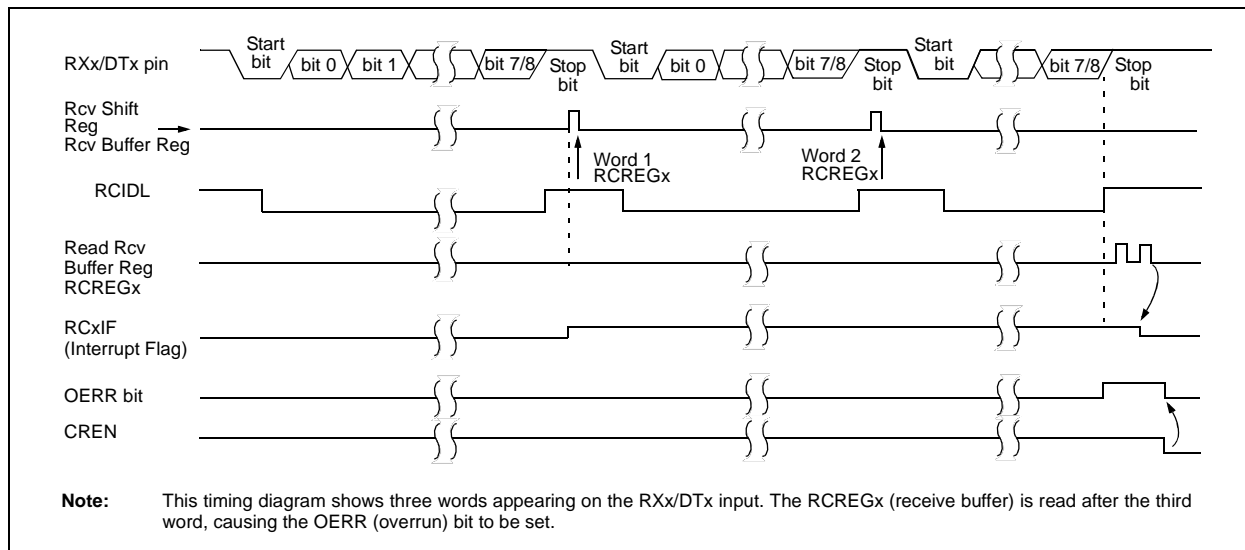 RXx/DTx pin
Start bit
bit 0
bit 1
bit 7/8
Stop bit
Start bit
bit 0
bit 7/8
Stop bit
Start bit
bit 7/8
Stop bit
Rcv Shift
Reg
Rcv Buffer Reg
Word 1
RCREGx
Word 2
RCREGx
RCIDL
Read Rcv
Buffer Reg
RCREGx
RCxIF
(Interrupt Flag)
OERR bit
CREN
Note: This timing diagram shows three words appearing on the RXx/DTx input. The RCREGx (receive buffer) is read after the third
word, causing the OERR (overrun) bit to be set.